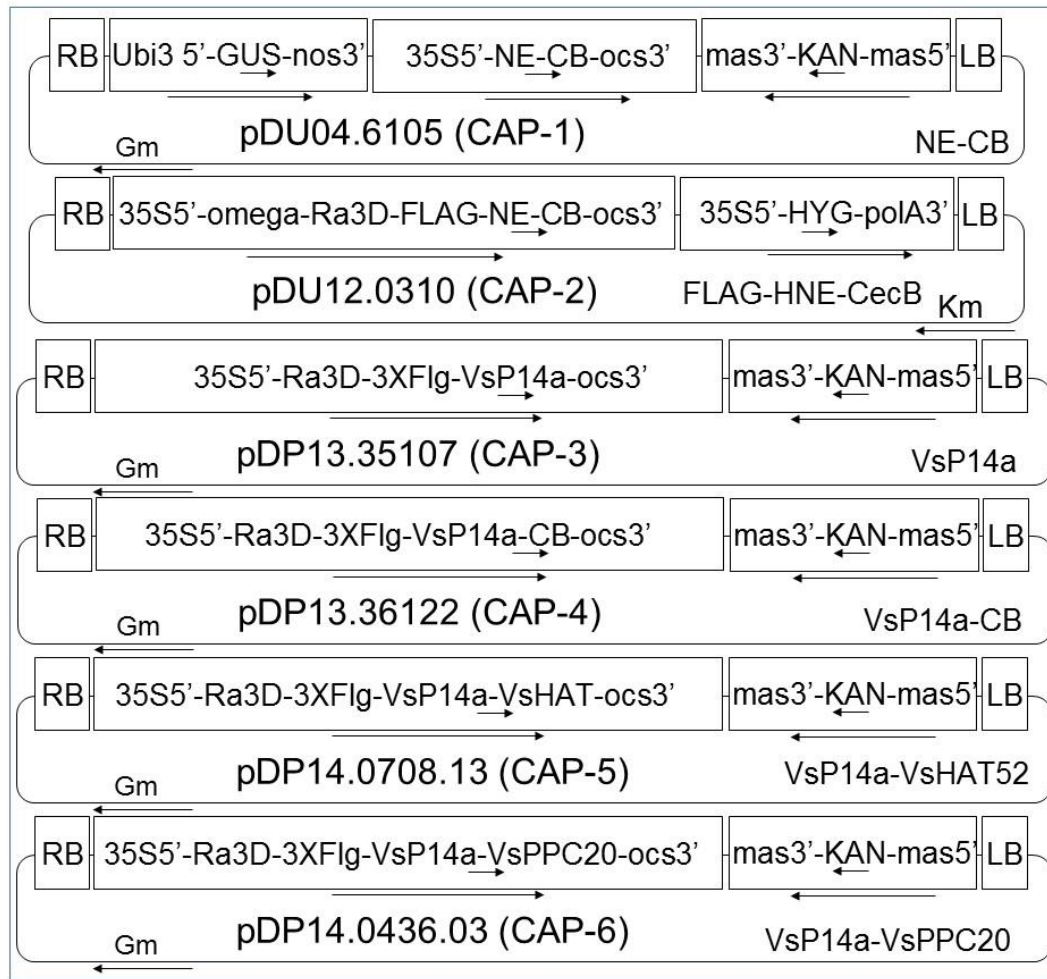 RB Ubi3 5’-GUS-nos3’ 35S5’-NE-CB-ocs3’ mas3’-KAN-mas5’ LB
pDU04.6105 (CAP-1)
Gm NE-CB
RB 35S5’-omega-Ra3D-FLAG-NE-CB-ocs3’ 35S5’-HYG-polA3’ LB
pDU12.0310 (CAP-2) FLAG-HNE-CecB
Km
RB 35S5’-Ra3D-3XFlg-VsP14a-ocs3’ mas3’-KAN-mas5’ LB
pDP13.35107 (CAP-3) VsP14a
Gm
RB 35S5’-Ra3D-3XFlg-VsP14a-CB-ocs3’ mas3’-KAN-mas5’ LB
pDP13.36122 (CAP-4) VsP14a-CB
Gm
RB 35S5’-Ra3D-3XFlg-VsP14a-VsHAT-ocs3’ mas3’-KAN-mas5’ LB
pDP14.0708.13 (CAP-5) VsP14a-VsHAT52
Gm
RB 35S5’-Ra3D-3XFlg-VsP14a-VsPPC20-ocs3’ mas3’-KAN-mas5’ LB
pDP14.0436.03 (CAP-6) VsP14a-VsPPC20
Gm